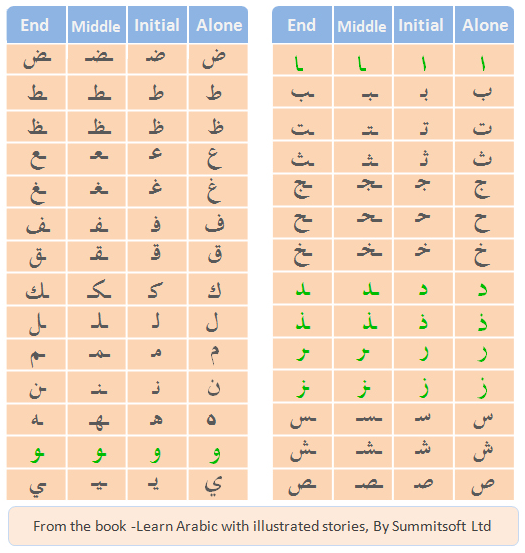 End Middle Initial Alone
ـا ـا ا ا
ـب ـبـ بـ ب
ـت ـتـ تـ ت
ـث ـثـ ثـ ث
ـج ـجـ جـ ج
ـح ـحـ حـ ح
ـخ ـخـ خـ خ
ـد ـد د د
ـذ ـذ ذ ذ
ـر ـر ر ر
ـز ـز ز ز
ـس ـسـ سـ س
ـش ـشـ شـ ش
ـص ـصـ صـ ص
End Middle Initial Alone
ـض ـضـ ضـ ض
ـط ـطـ طـ ط
ـظ ـظـ ظـ ظ
ـع ـعـ عـ ع
ـغ ـغـ غـ غ
ـف ـفـ فـ ف
ـق ـقـ قـ ق
ـك ـكـ كـ ك
ـل ـلـ لـ ل
ـم ـمـ مـ م
ـن ـنـ نـ ن
ـه ـهـ هـ ه
ـو ـو و و
ـي ـيـ يـ ي
From the book -Learn Arabic with illustrated stories, By Summitsoft Ltd